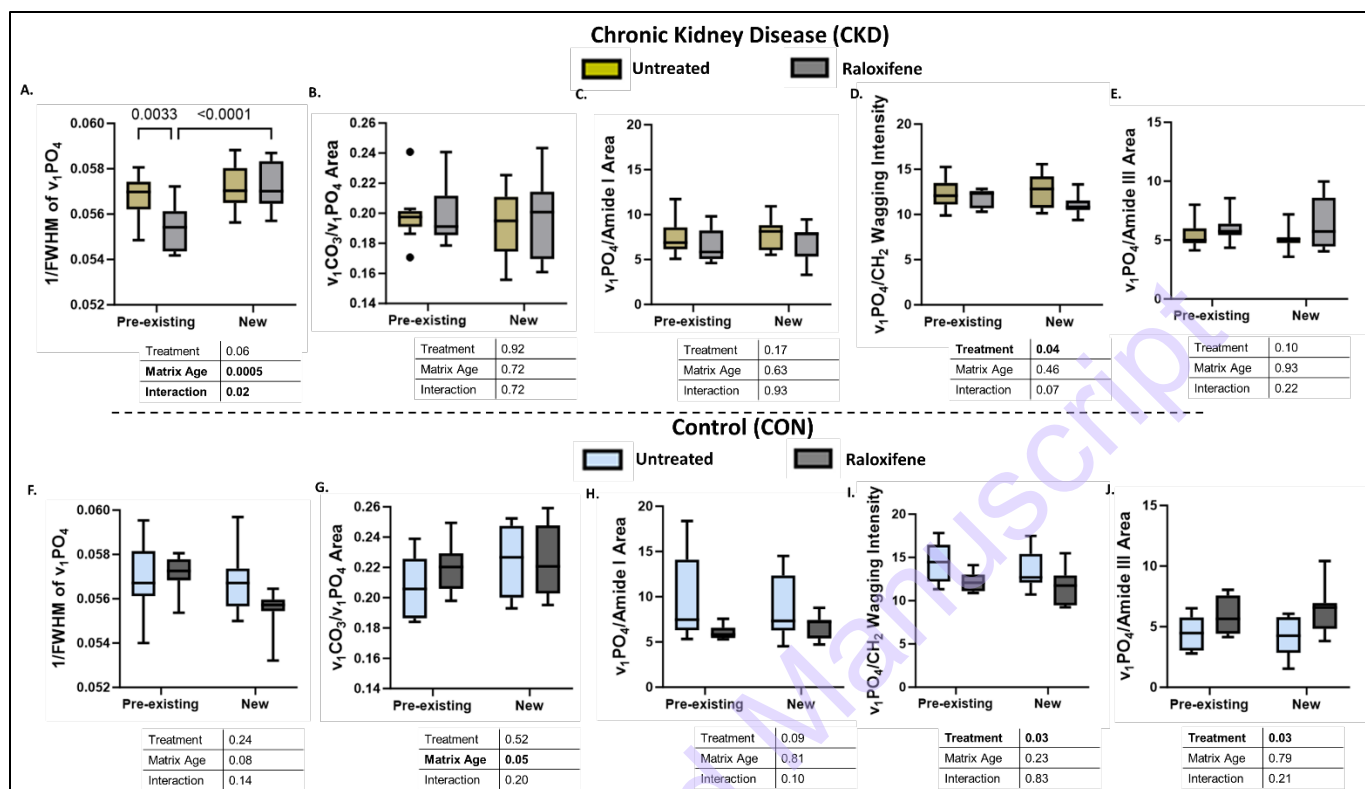 Chronic Kidney Disease (CKD)
Untreated Raloxifene
A.
0.0033 <0.0001
1/FWHM of v₁PO₄
0.060
0.058
0.056
0.054
0.052
Pre-existing New
Treatment 0.06
Matrix Age 0.0005
Interaction 0.02
B.
v₁CO₃/v₁PO₄ Area
0.26
0.24
0.22
0.20
0.18
0.16
0.14
Pre-existing New
Treatment 0.92
Matrix Age 0.72
Interaction 0.72
C.
v₁PO₄/Amide I Area
20
15
10
5
0
Pre-existing New
Treatment 0.17
Matrix Age 0.63
Interaction 0.93
D.
v₁PO₄/CH₂ Wagging Intensity
20
15
10
5
0
Pre-existing New
Treatment 0.04
Matrix Age 0.46
Interaction 0.07
E.
v₁PO₄/Amide III Area
15
10
5
0
Pre-existing New
Treatment 0.10
Matrix Age 0.93
Interaction 0.22
Control (CON)
Untreated Raloxifene
F.
1/FWHM of v₁PO₄
0.060
0.058
0.056
0.054
0.052
Pre-existing New
Treatment 0.24
Matrix Age 0.08
Interaction 0.14
G.
v₁CO₃/v₁PO₄ Area
0.26
0.24
0.22
0.20
0.18
0.16
0.14
Pre-existing New
Treatment 0.52
Matrix Age 0.05
Interaction 0.20
H.
v₁PO₄/Amide I Area
20
15
10
5
0
Pre-existing New
Treatment 0.09
Matrix Age 0.81
Interaction 0.10
I.
v₁PO₄/CH₂ Wagging Intensity
20
15
10
5
0
Pre-existing New
Treatment 0.03
Matrix Age 0.23
Interaction 0.83
J.
v₁PO₄/Amide III Area
15
10
5
0
Pre-existing New
Treatment 0.03
Matrix Age 0.79
Interaction 0.21
Manuscript